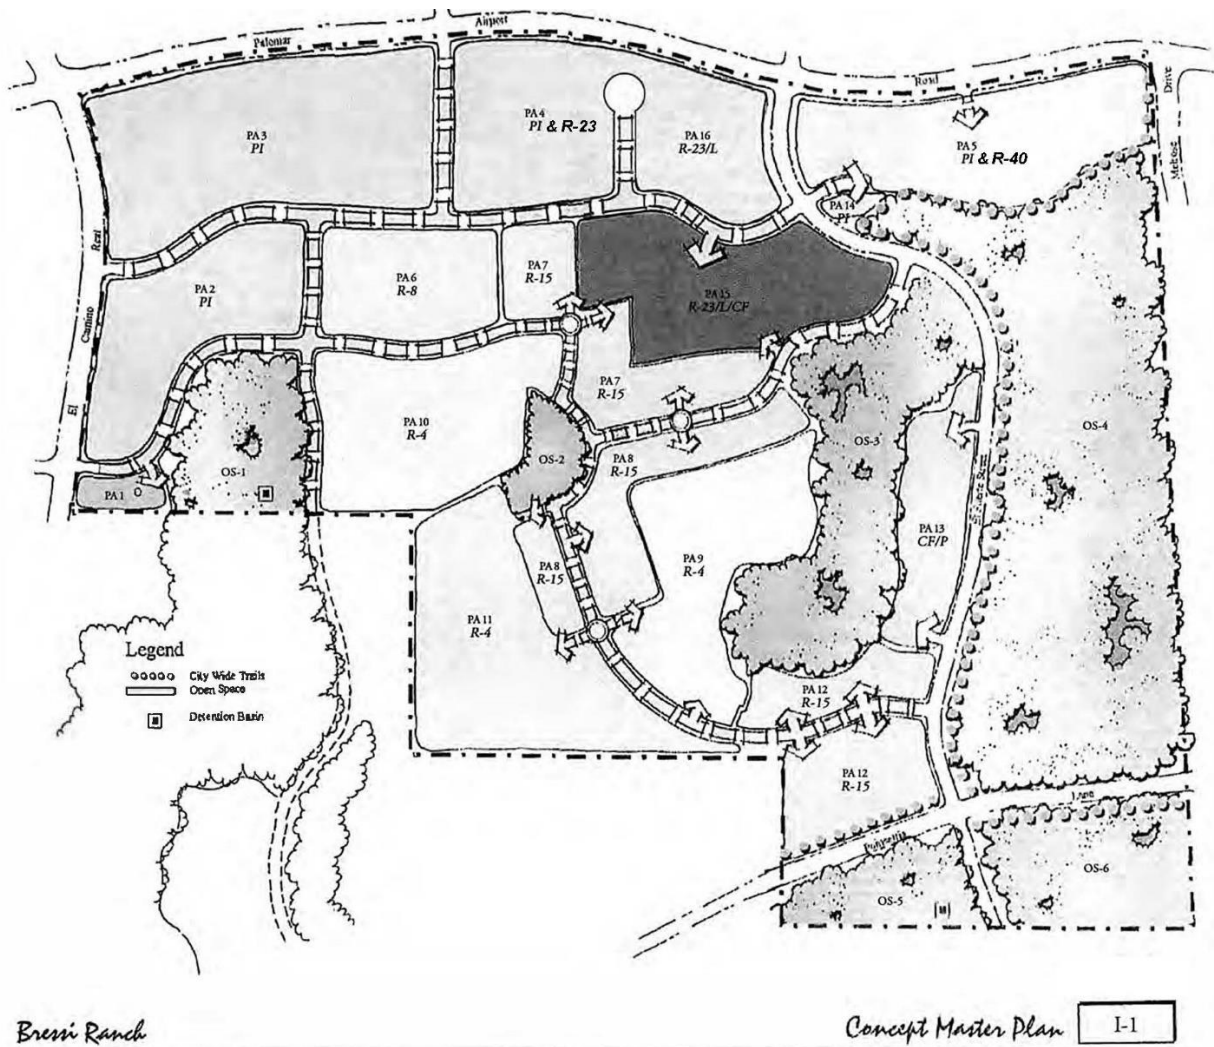 Palomar
Airport
Road
Drive
Melrose
PA 3
PI
PA 4
PI & R-23
PA 16
R-23/L
PA 5
PI & R-40
PA 14
PI
Real
Camino
El
PA 2
PI
PA 6
R-8
PA 7
R-15
PA 15
R-23/L/CF
PA 7
R-15
PA 10
R-4
OS-1
OS-2
PA 8
R-15
OS-3
OS-4
PA 1
PA 13
CF/P
PA 9
R-4
PA 8
R-15
PA 11
R-4
Legend
City Wide Trails
Open Space
Detention Basin
PA 12
R-15
PA 12
R-15
Poinsettia
Lane
OS-5
OS-6
Bressi Ranch
Concept Master Plan
I-1